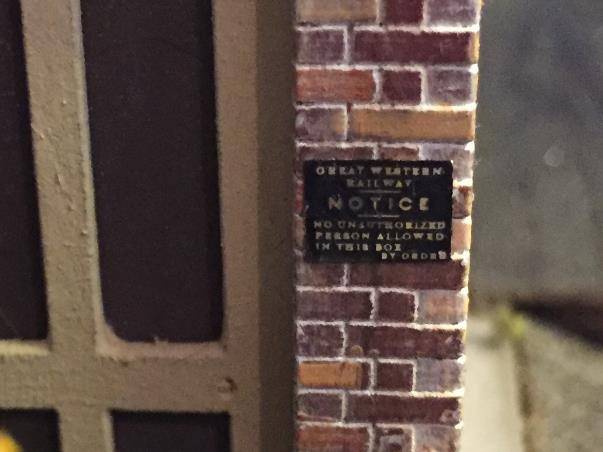 GREAT WESTERN
RAILWAY
NOTICE
NO UNAUTHORIZED
PERSON ALLOWED
IN THIS BOX
BY ORDER